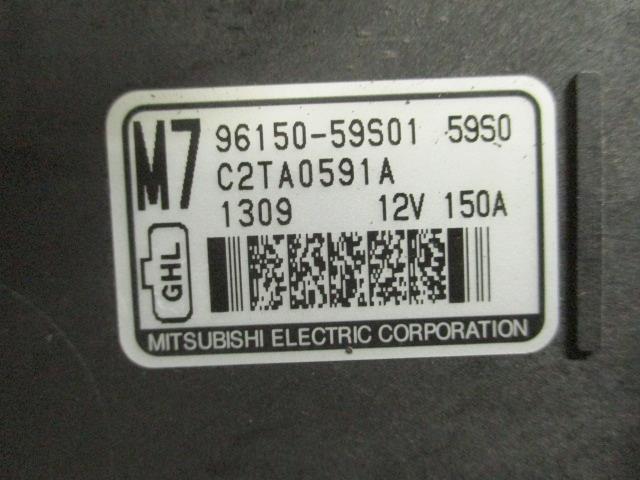 M7 96150-59S01 59S0
C2TA0591A
1309 12V 150A
GHL
MITSUBISHI ELECTRIC CORPORATION